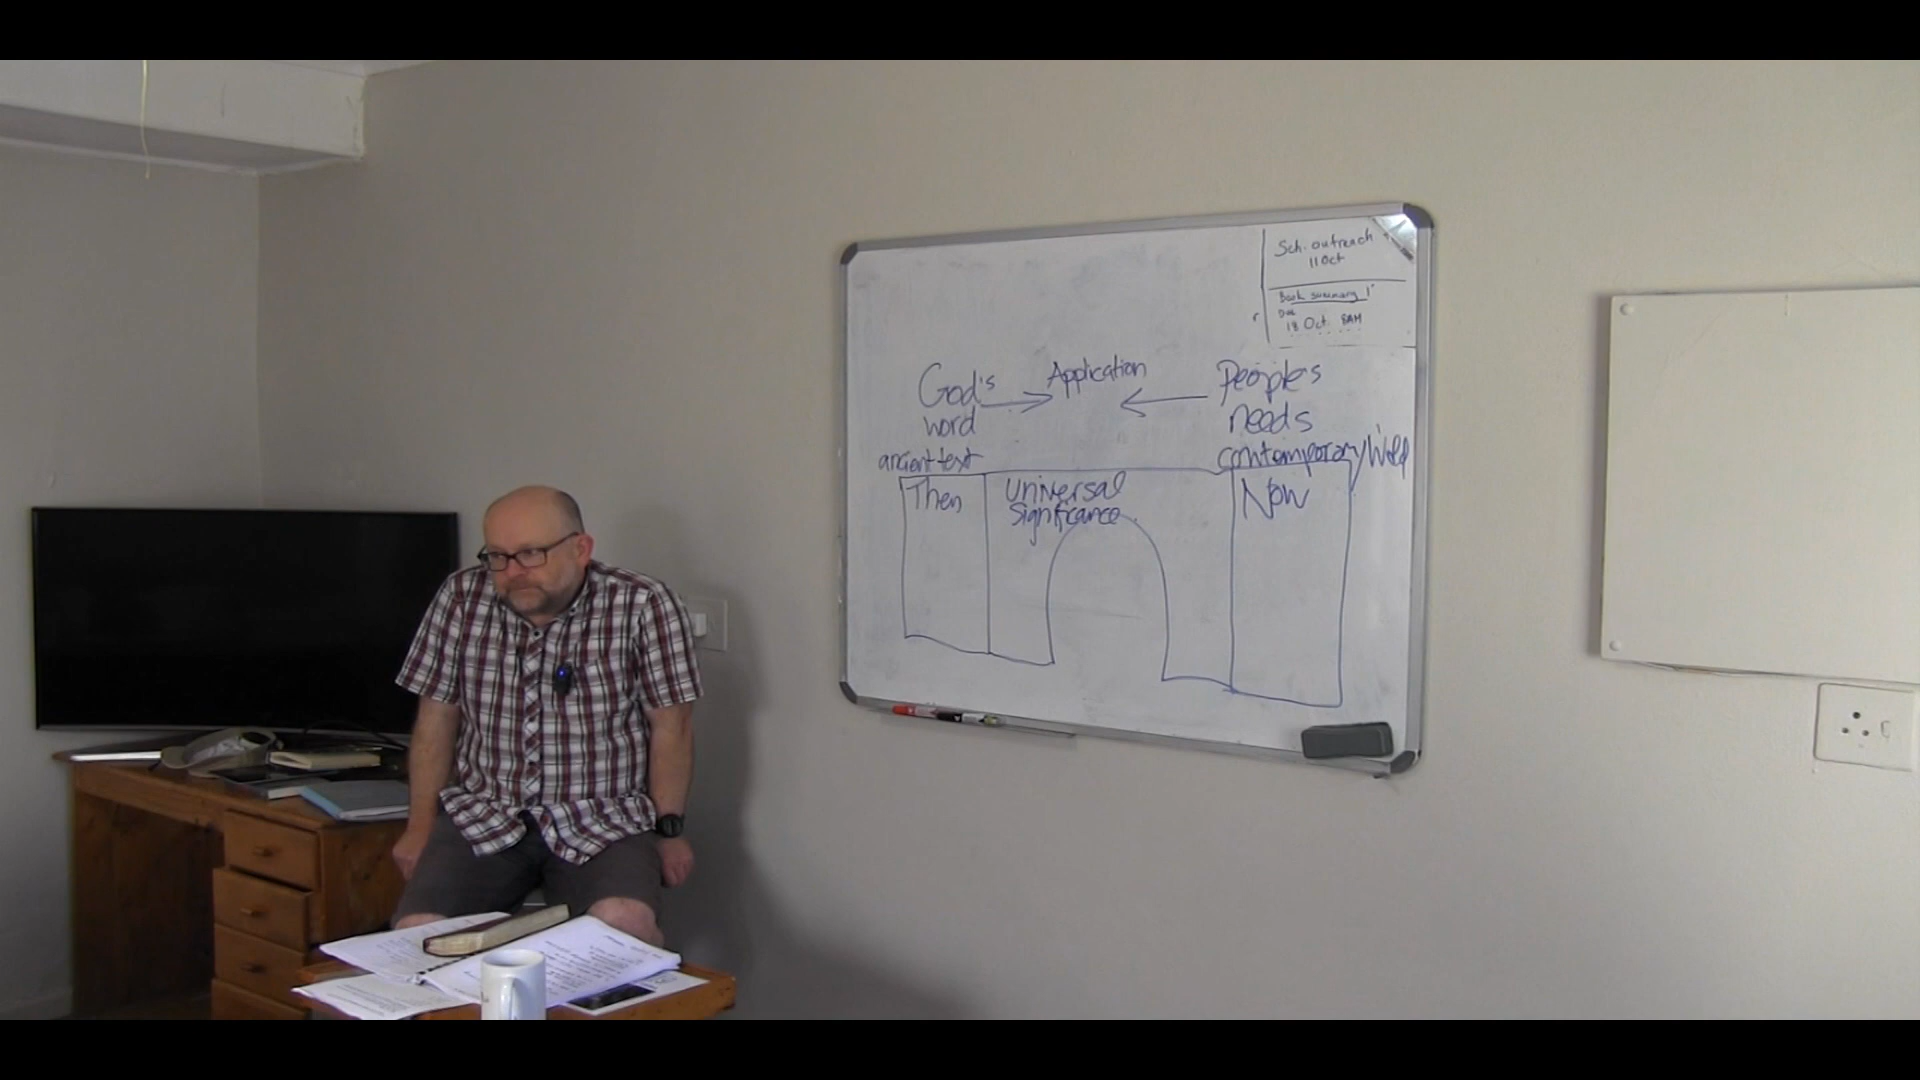 Sch. outreach
11 Oct
Book summary 1
Due
18 Oct 8AM
God's
word
ancient text
Application
People's
needs
contemporary World
Then
Universal
Significance
Now